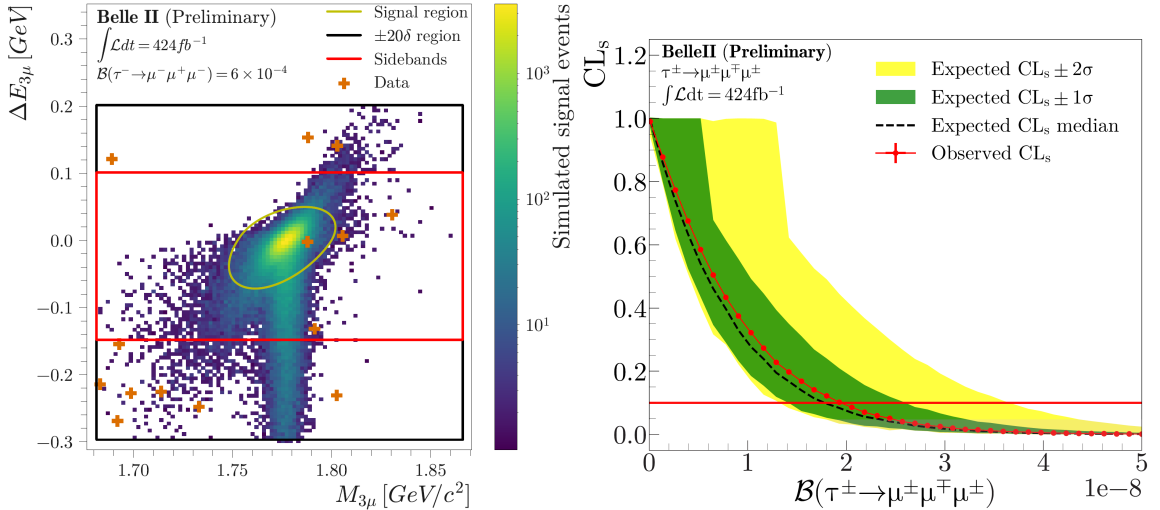 Belle II (Preliminary)
∫ℒdt = 424fb⁻¹
ℬ(τ⁻→μ⁻μ⁺μ⁻) = 6 × 10⁻⁴
Signal region
±20δ region
Sidebands
Data
ΔE₃μ [GeV]
0.3
0.2
0.1
0.0
−0.1
−0.2
−0.3
1.70
1.75
1.80
1.85
M₃μ [GeV/c²]
10³
10²
10¹
Simulated signal events
BelleII (Preliminary)
τ±→μ±μ∓μ±
∫ℒdt = 424fb⁻¹
Expected CLₛ ± 2σ
Expected CLₛ ± 1σ
Expected CLₛ median
Observed CLₛ
CLₛ
1.2
1.0
0.8
0.6
0.4
0.2
0.0
0
1
2
3
4
5
1e−8
ℬ(τ±→μ±μ∓μ±)